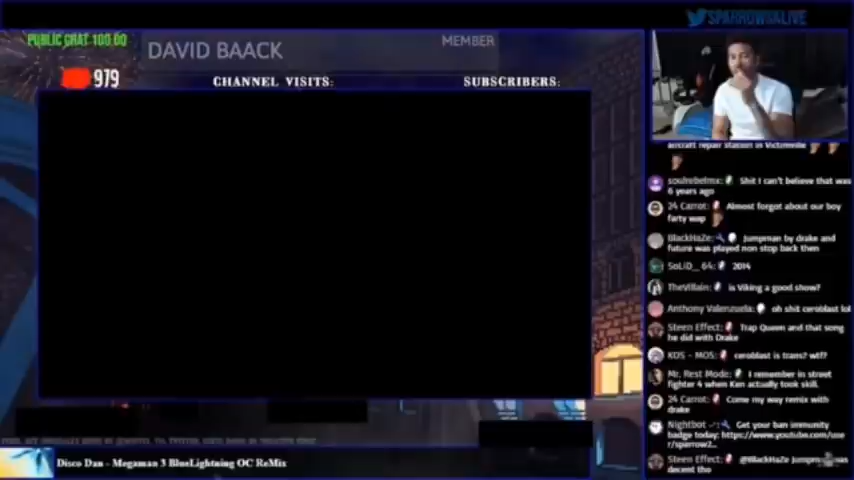 SPARROW2ALIVE
PUBLIC CHAT 100.00
DAVID BAACK
MEMBER
979
CHANNEL VISITS:
SUBSCRIBERS:
aircraft repair station in Victorville
soulrebelmx: Shit I can't believe that was
6 years ago
24 Carrot: Almost forgot about our boy
farty wap
BlackHaZe: Jumpman by drake and
future was played non stop back then
SoLiD_64: 2014
TheVillain: is Viking a good show?
Anthony Valenzuela: oh shit ceroblast lol
Steen Effect: Trap Queen and that song
he did with Drake
KOS - MOS: ceroblast is trans? wtf?
Mr. Rest Mode: I remember in street
fighter 4 when Ken actually took skill.
24 Carrot: Come my way remix with
drake
Nightbot Get your ban immunity
badge today: https://www.youtube.com/use
r/sparrow2...
Steen Effect: @BlackHaze Jumpman was
decent tho
Disco Dan - Megaman 3 BlueLightning OC ReMix